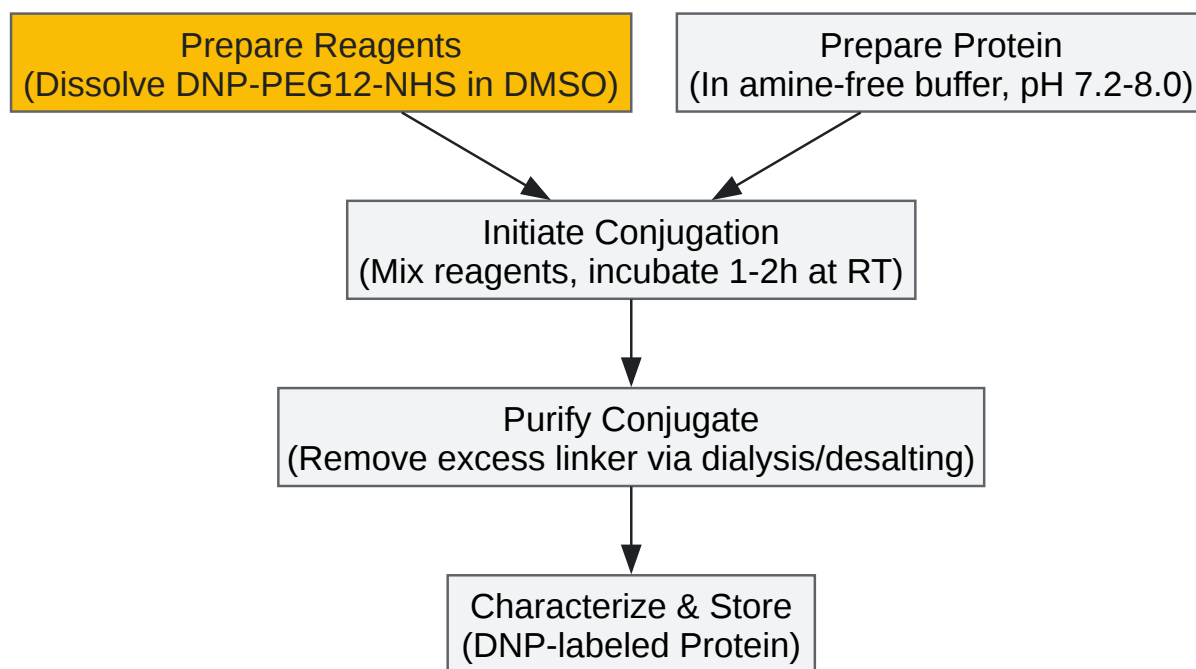 Prepare Reagents
(Dissolve DNP-PEG12-NHS in DMSO)
Prepare Protein
(In amine-free buffer, pH 7.2-8.0)
Initiate Conjugation
(Mix reagents, incubate 1-2h at RT)
Purify Conjugate
(Remove excess linker via dialysis/desalting)
Characterize & Store
(DNP-labeled Protein)